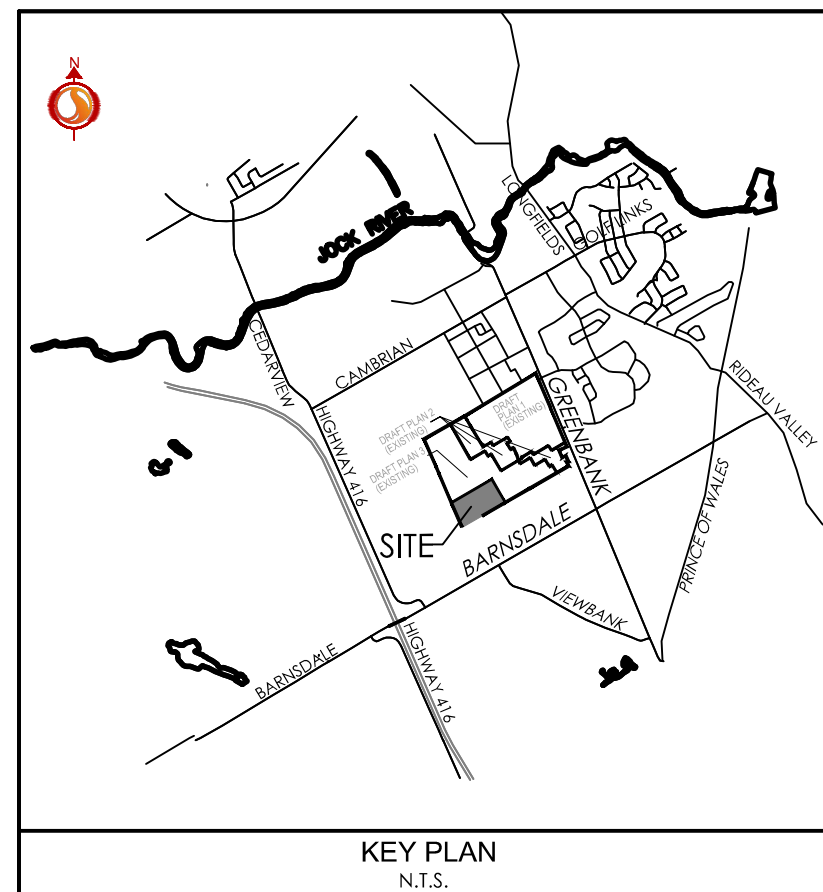 N
JOCK RIVER
LONGFIELDS
GOLF LINKS
CEDARVIEW
CAMBRIAN
HIGHWAY 416
DRAFT PLAN 2
(EXISTING)
DRAFT
PLAN 1
(EXISTING)
DRAFT PLAN 3
(EXISTING)
GREENBANK
RIDEAU VALLEY
SITE
BARNSDALE
PRINCE OF WALES
VIEWBANK
BARNSDALE
HIGHWAY 416
KEY PLAN
N.T.S.